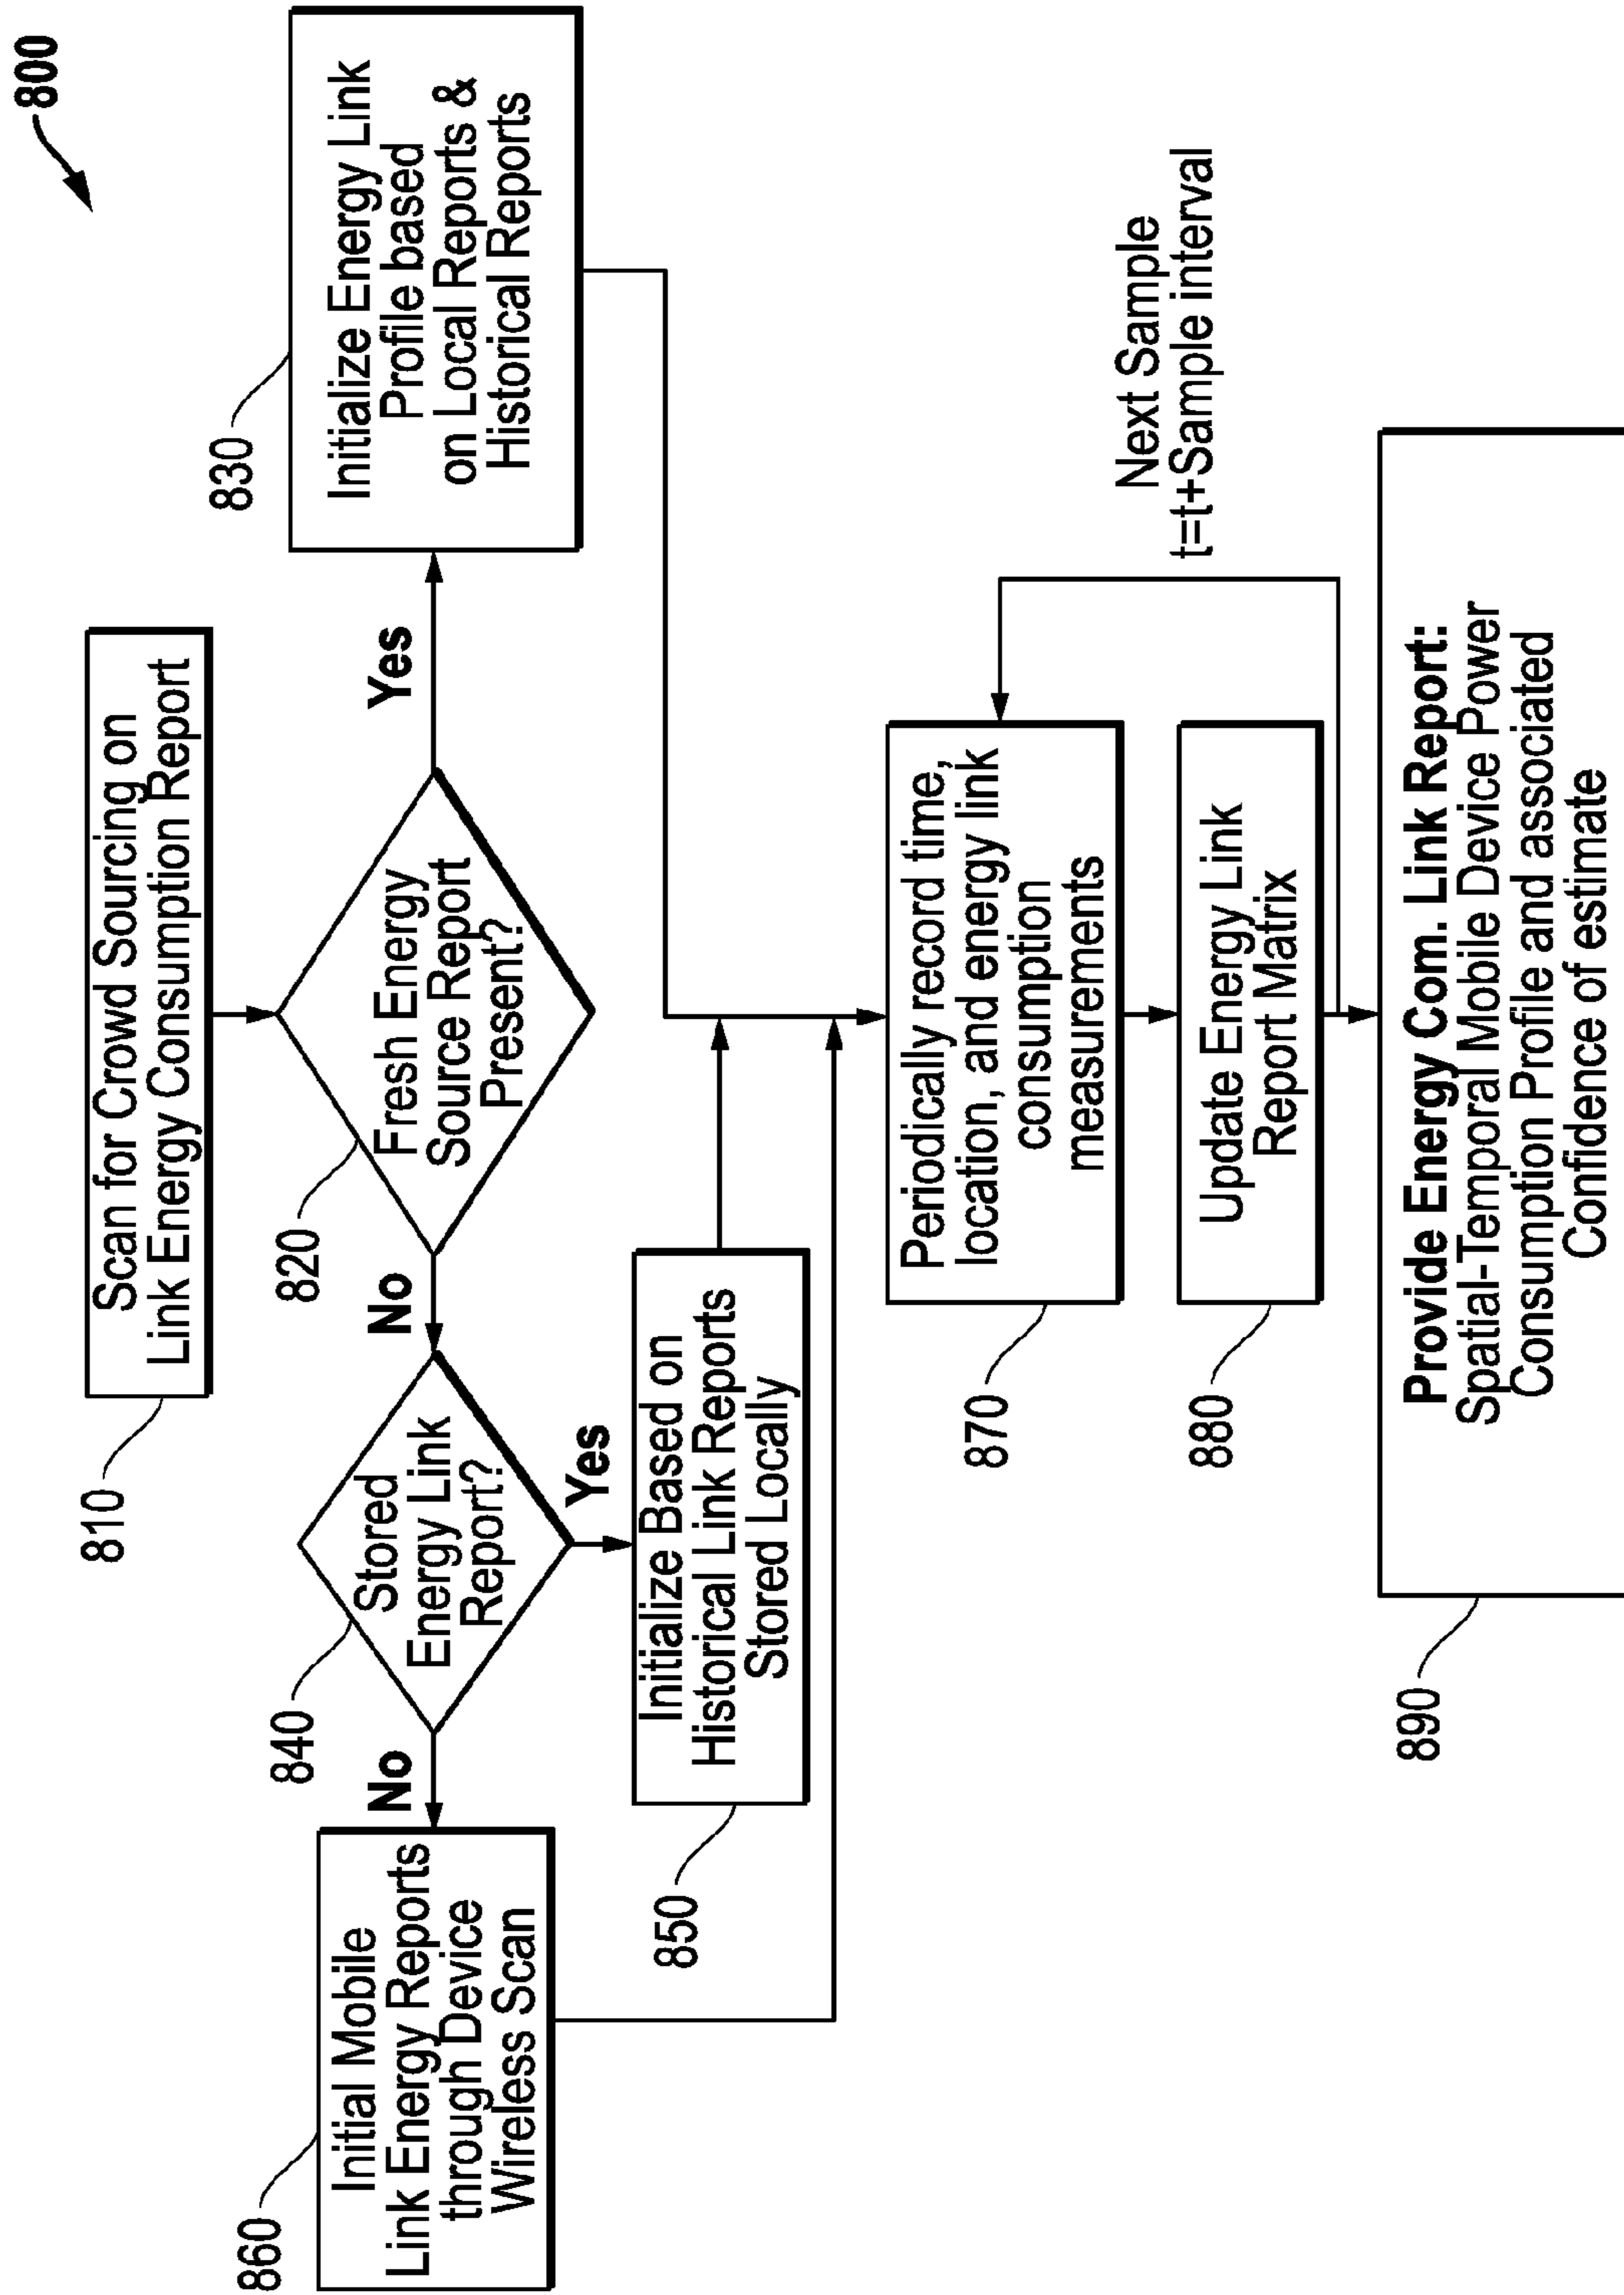 800
810
Scan for Crowd Sourcing on
Link Energy Consumption Report
820
Fresh Energy
Source Report
Present?
Yes
830
Initialize Energy Link
Profile based
on Local Reports &
Historical Reports
No
840
Stored
Energy Link
Report?
Yes
850
Initialize Based on
Historical Link Reports
Stored Locally
No
860
Initial Mobile
Link Energy Reports
through Device
Wireless Scan
870
Periodically record time,
location, and energy link
consumption
measurements
Next Sample
t=t+Sample interval
880
Update Energy Link
Report Matrix
890
Provide Energy Com. Link Report:
Spatial-Temporal Mobile Device Power
Consumption Profile and associated
Confidence of estimate